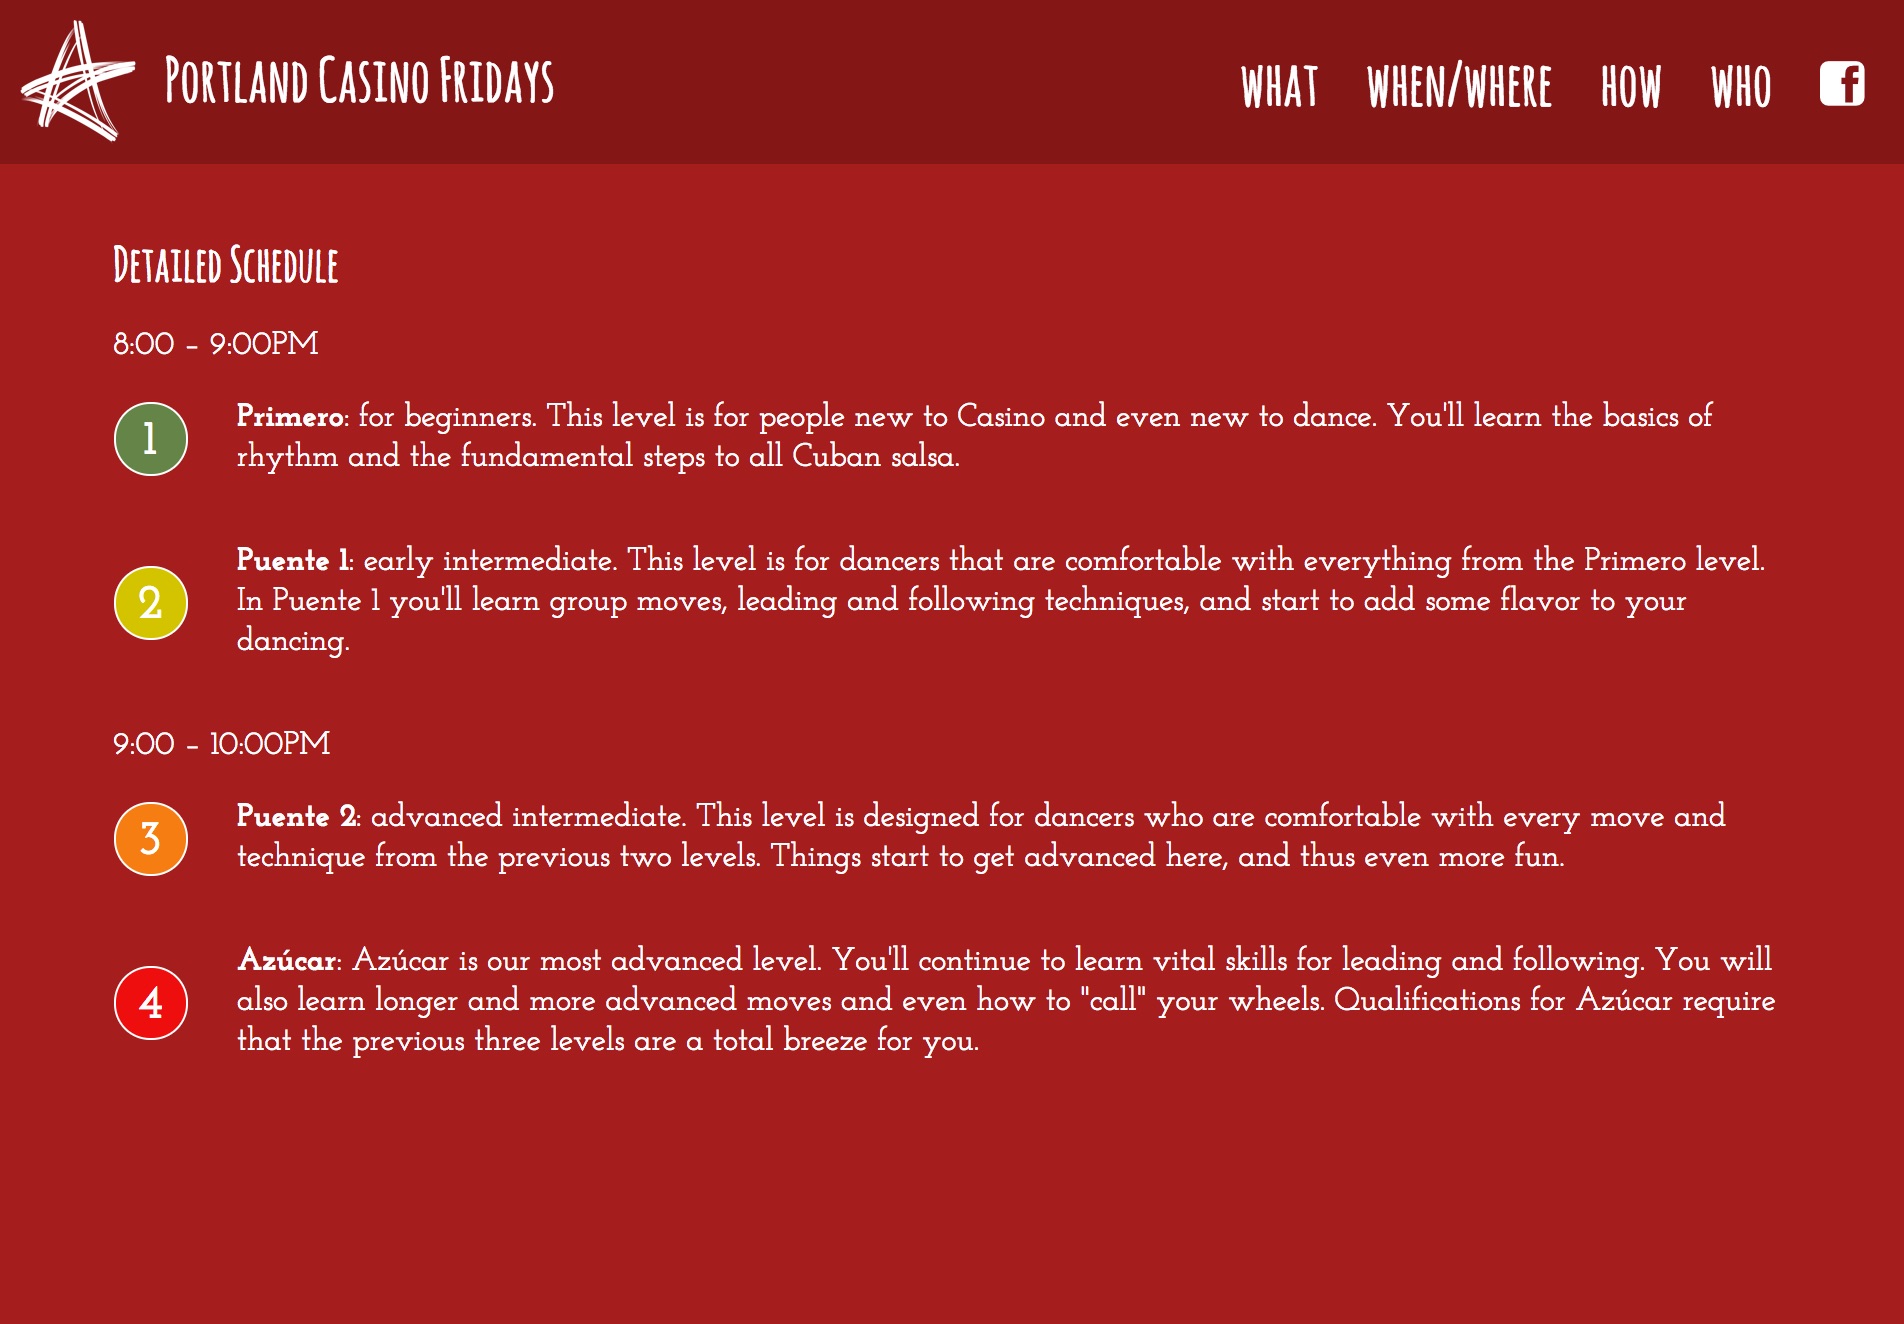 Portland Casino Fridays
WHAT WHEN/WHERE HOW WHO f
Detailed Schedule
8:00 - 9:00PM
1
Primero: for beginners. This level is for people new to Casino and even new to dance. You'll learn the basics of
rhythm and the fundamental steps to all Cuban salsa.
2
Puente 1: early intermediate. This level is for dancers that are comfortable with everything from the Primero level.
In Puente 1 you'll learn group moves, leading and following techniques, and start to add some flavor to your
dancing.
9:00 - 10:00PM
3
Puente 2: advanced intermediate. This level is designed for dancers who are comfortable with every move and
technique from the previous two levels. Things start to get advanced here, and thus even more fun.
4
Azúcar: Azúcar is our most advanced level. You'll continue to learn vital skills for leading and following. You will
also learn longer and more advanced moves and even how to "call" your wheels. Qualifications for Azúcar require
that the previous three levels are a total breeze for you.